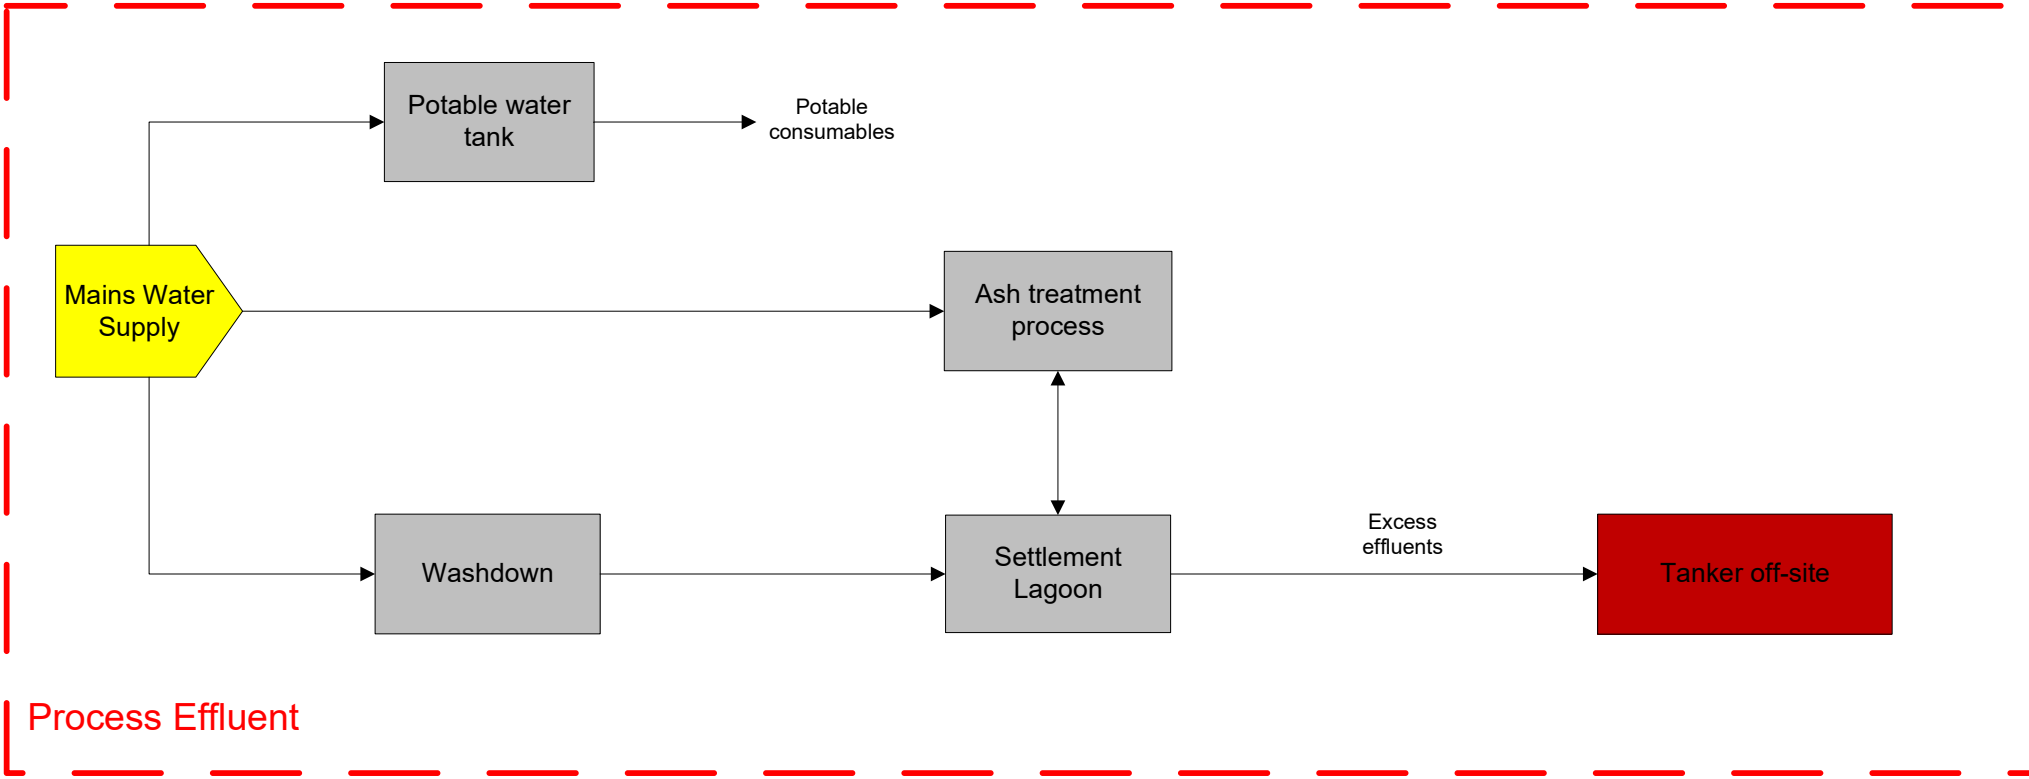 Potable water
tank
Potable
consumables
Mains Water
Supply
Ash treatment
process
Washdown
Settlement
Lagoon
Excess
effluents
Tanker off-site
Process Effluent